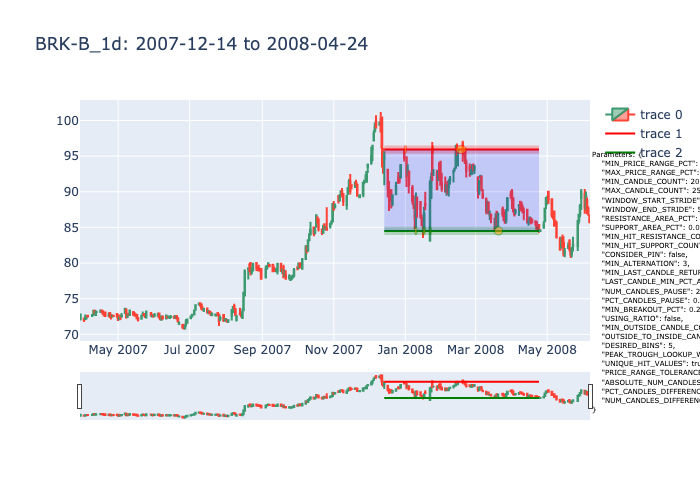 BRK-B_1d: 2007-12-14 to 2008-04-24
100
95
90
85
80
75
70
May 2007
Jul 2007
Sep 2007
Nov 2007
Jan 2008
Mar 2008
May 2008
trace 0
trace 1
trace 2
Parameters: {
"MIN_PRICE_RANGE_PCT":
"MAX_PRICE_RANGE_PCT":
"MIN_CANDLE_COUNT": 20
"MAX_CANDLE_COUNT": 25
"WINDOW_START_STRIDE"
"WINDOW_END_STRIDE": 5
"RESISTANCE_AREA_PCT":
"SUPPORT_AREA_PCT": 0.0
"MIN_HIT_RESISTANCE_CO
"MIN_HIT_SUPPORT_COUNT
"CONSIDER_PIN": false,
"MIN_ALTERNATION": 3,
"MIN_LAST_CANDLE_RETUR
"LAST_CANDLE_MIN_PCT_A
"NUM_CANDLES_PAUSE": 2
"PCT_CANDLES_PAUSE": 0.
"MIN_BREAKOUT_PCT": 0.2
"USING_RATIO": false,
"MIN_OUTSIDE_CANDLE_CO
"OUTSIDE_TO_INSIDE_CAN
"DESIRED_BINS": 5,
"PEAK_TROUGH_LOOKUP_W
"UNIQUE_HIT_VALUES": tru
"PRICE_RANGE_TOLERANCE
"ABSOLUTE_NUM_CANDLES
"PCT_CANDLES_DIFFERENC
"NUM_CANDLES_DIFFEREN
}